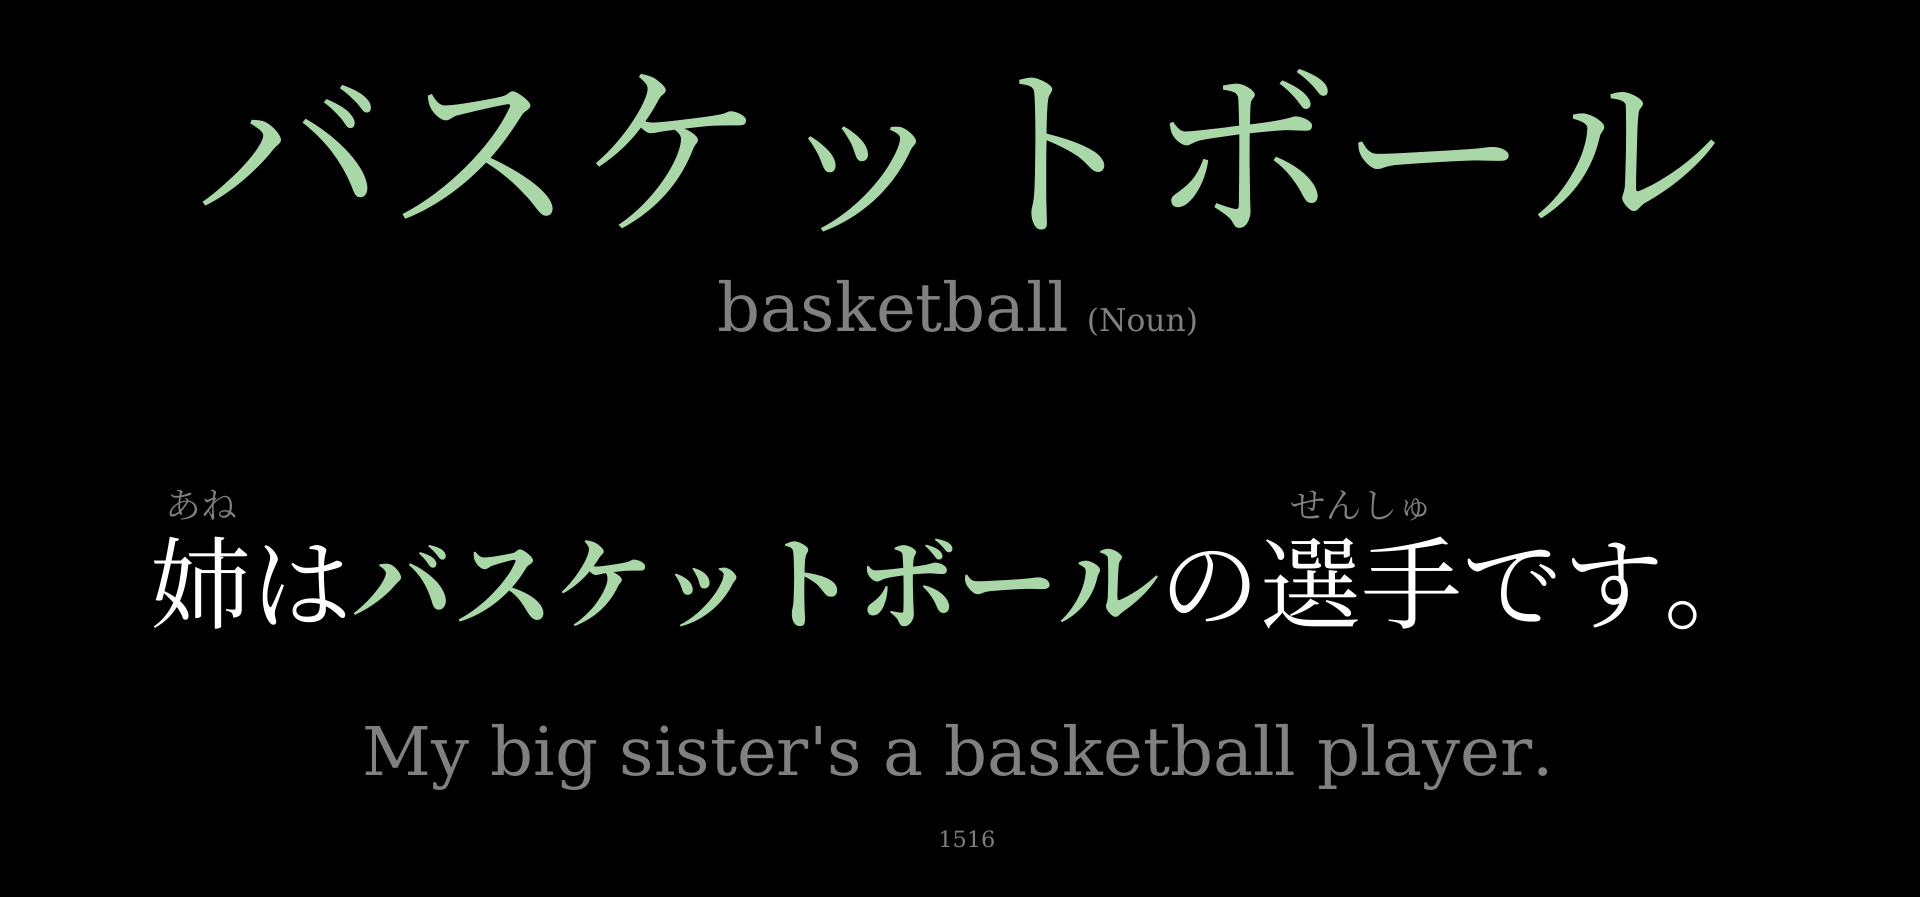 バスケットボール
basketball (Noun)
あね せんしゅ
姉はバスケットボールの選手です。
My big sister's a basketball player.
1516